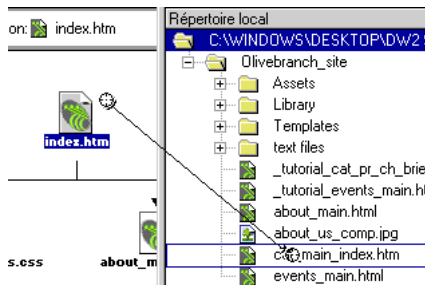 on: index.htm
index.htm
s.css about_m
Répertoire local
C:\WINDOWS\DESKTOP\DW2
Olivebranch_site
Assets
Library
Templates
text files
_tutorial_cat_pr_ch_brie
_tutorial_events_main.h
about_main.html
about_us_comp.jpg
main_index.htm
events_main.html